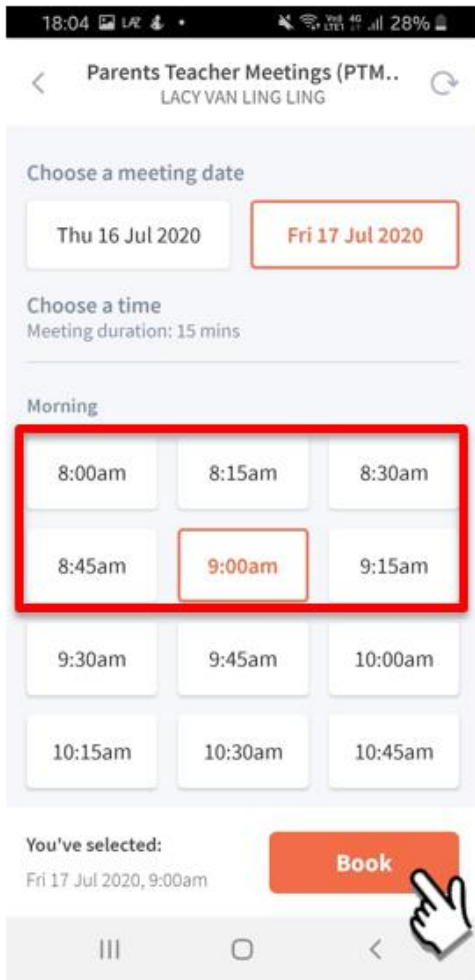 18:04 28%
Parents Teacher Meetings (PTM..
LACY VAN LING LING
Choose a meeting date
Thu 16 Jul 2020 Fri 17 Jul 2020
Choose a time
Meeting duration: 15 mins
Morning
8:00am 8:15am 8:30am
8:45am 9:00am 9:15am
9:30am 9:45am 10:00am
10:15am 10:30am 10:45am
You've selected:
Fri 17 Jul 2020, 9:00am
Book